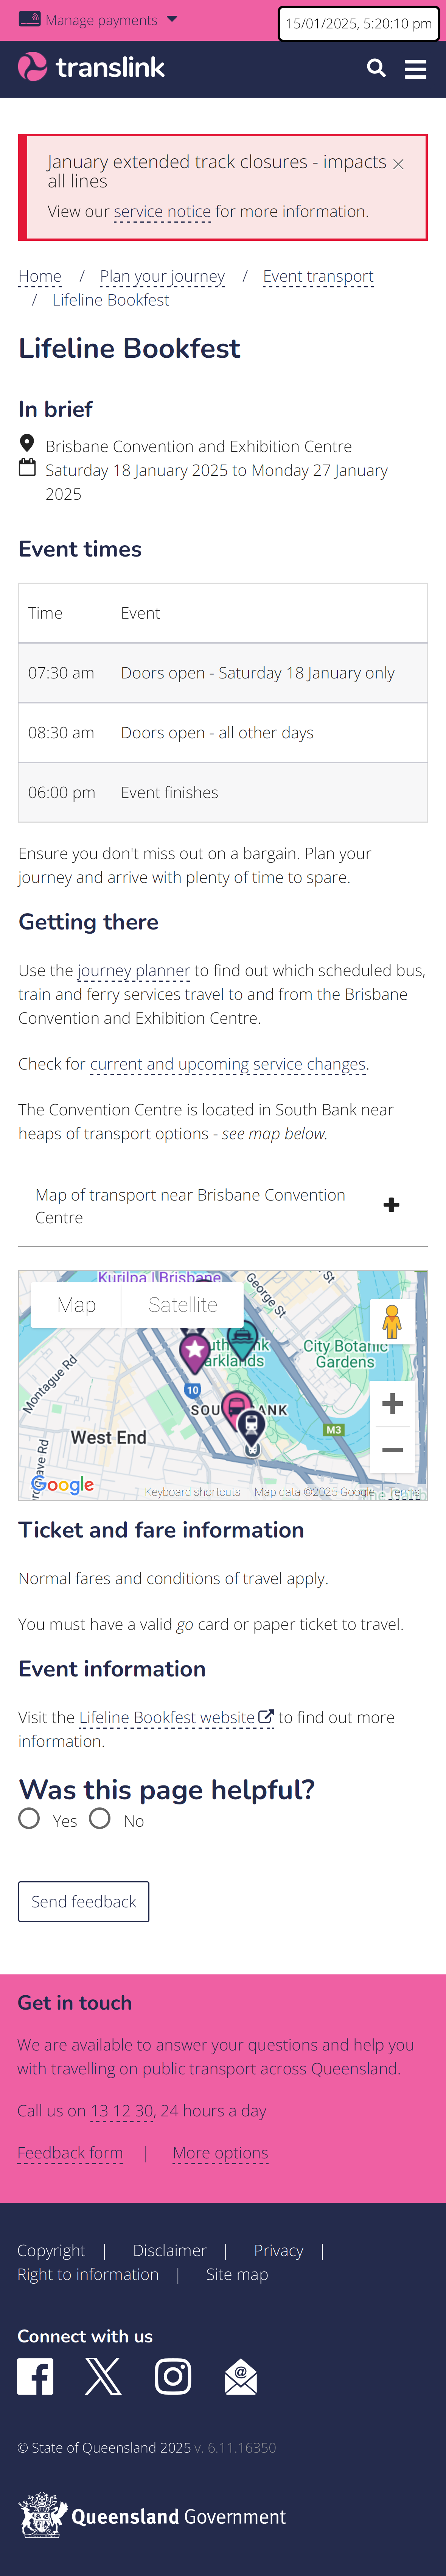 Manage payments
15/01/2025, 5:20:10 pm
translink
January extended track closures - impacts
all lines
View our service notice for more information.
Home / Plan your journey / Event transport
/ Lifeline Bookfest
Lifeline Bookfest
In brief
Brisbane Convention and Exhibition Centre
Saturday 18 January 2025 to Monday 27 January
2025
Event times
Time Event
07:30 am Doors open - Saturday 18 January only
08:30 am Doors open - all other days
06:00 pm Event finishes
Ensure you don't miss out on a bargain. Plan your
journey and arrive with plenty of time to spare.
Getting there
Use the journey planner to find out which scheduled bus,
train and ferry services travel to and from the Brisbane
Convention and Exhibition Centre.
Check for current and upcoming service changes.
The Convention Centre is located in South Bank near
heaps of transport options - see map below.
Map of transport near Brisbane Convention
Centre
Kurilpa | Brisbane
George St
St
Map Satellite
City Botanic
Gardens
Montague Rd
10
M3
West End
Google
Keyboard shortcuts Map data ©2025 Google Terms
Ticket and fare information
Normal fares and conditions of travel apply.
You must have a valid go card or paper ticket to travel.
Event information
Visit the Lifeline Bookfest website to find out more
information.
Was this page helpful?
Yes No
Send feedback
Get in touch
We are available to answer your questions and help you
with travelling on public transport across Queensland.
Call us on 13 12 30, 24 hours a day
Feedback form | More options
Copyright | Disclaimer | Privacy |
Right to information | Site map
Connect with us
© State of Queensland 2025 v. 6.11.16350
Queensland Government